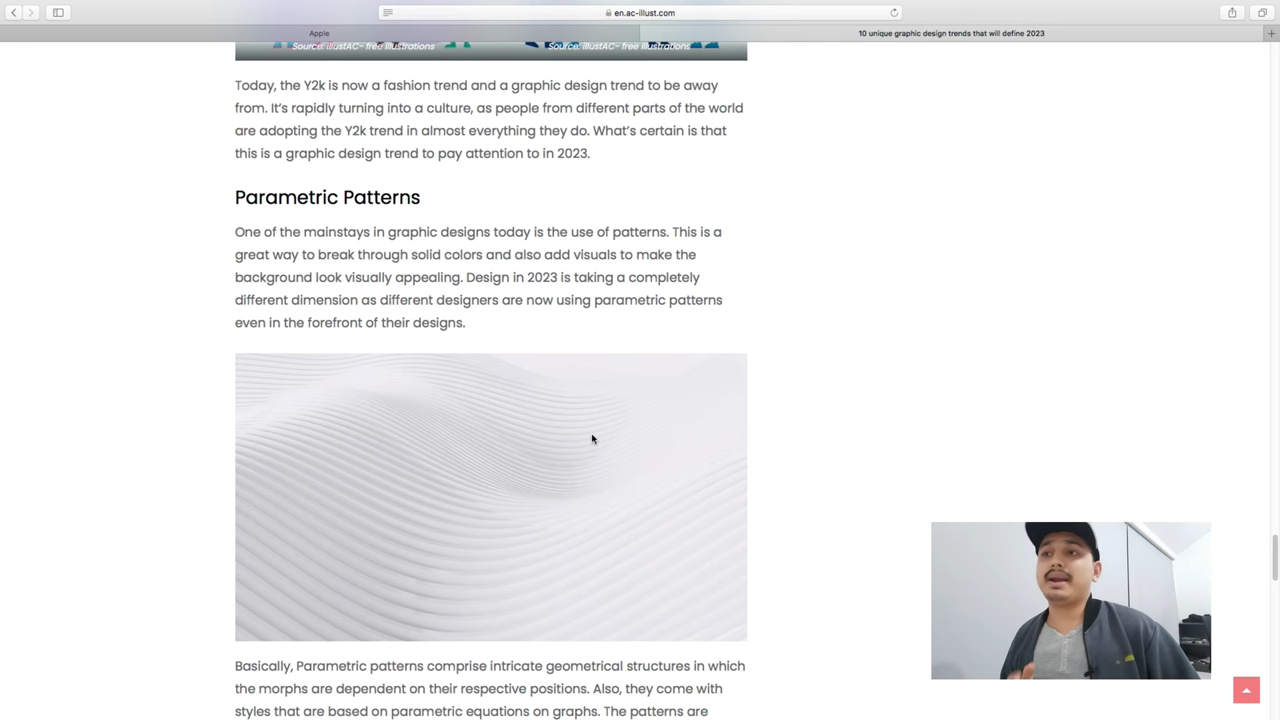 en.ac-illust.com
Apple
10 unique graphic design trends that will define 2023
Source: illustAC- free illustrations
Source: illustAC- free illustrations
Today, the Y2k is now a fashion trend and a graphic design trend to be away
from. It's rapidly turning into a culture, as people from different parts of the world
are adopting the Y2k trend in almost everything they do. What's certain is that
this is a graphic design trend to pay attention to in 2023.
Parametric Patterns
One of the mainstays in graphic designs today is the use of patterns. This is a
great way to break through solid colors and also add visuals to make the
background look visually appealing. Design in 2023 is taking a completely
different dimension as different designers are now using parametric patterns
even in the forefront of their designs.
Basically, Parametric patterns comprise intricate geometrical structures in which
the morphs are dependent on their respective positions. Also, they come with
styles that are based on parametric equations on graphs. The patterns are